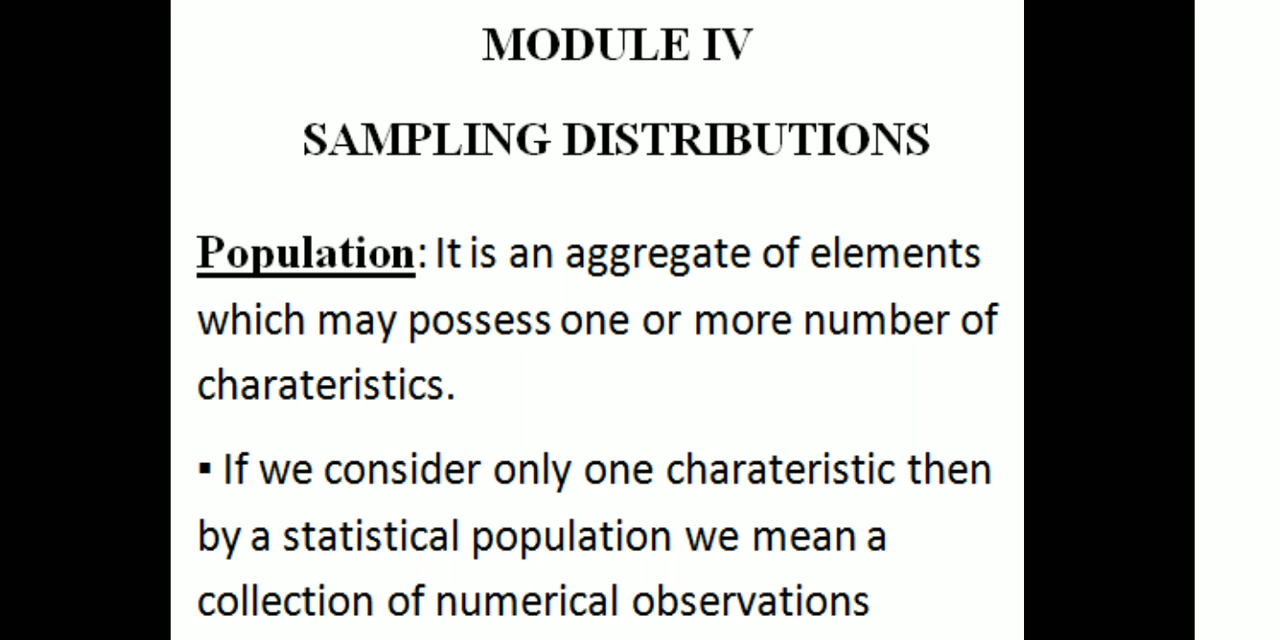 MODULE IV
SAMPLING DISTRIBUTIONS
Population: It is an aggregate of elements
which may possess one or more number of
charateristics.
▪ If we consider only one charateristic then
by a statistical population we mean a
collection of numerical observations